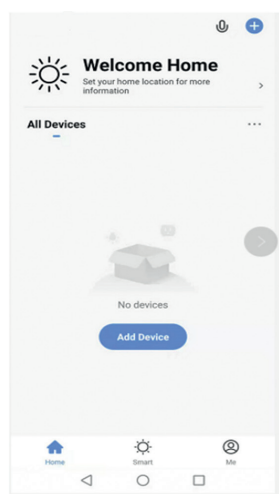 Welcome Home
Set your home location for more
information
All Devices
No devices
Add Device
Home Smart Me